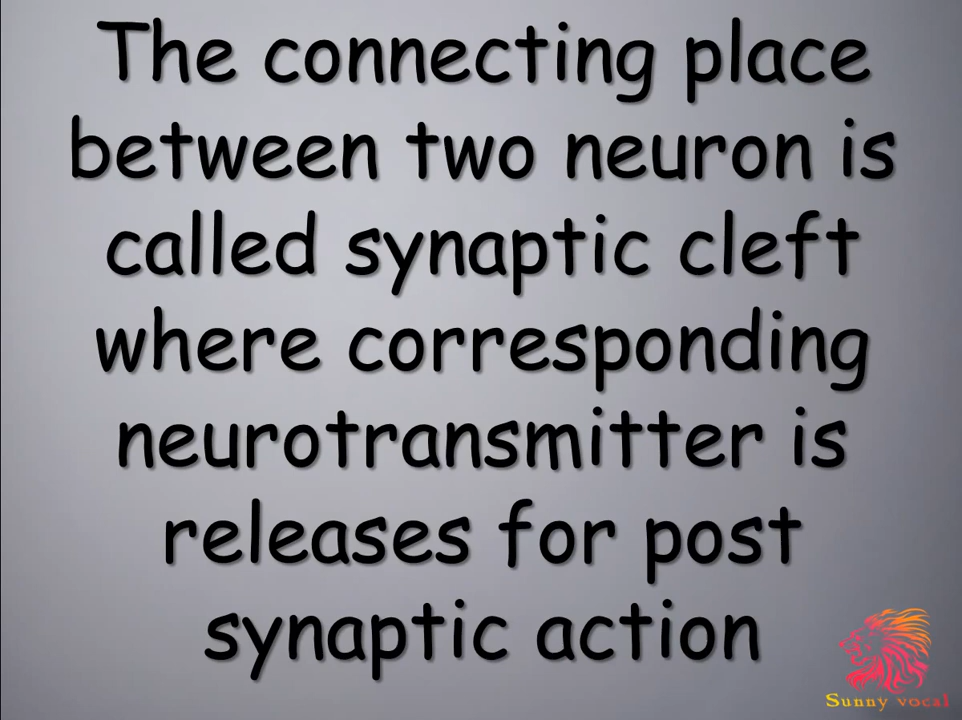 The connecting place
between two neuron is
called synaptic cleft
where corresponding
neurotransmitter is
releases for post
synaptic action
Sunny vocal